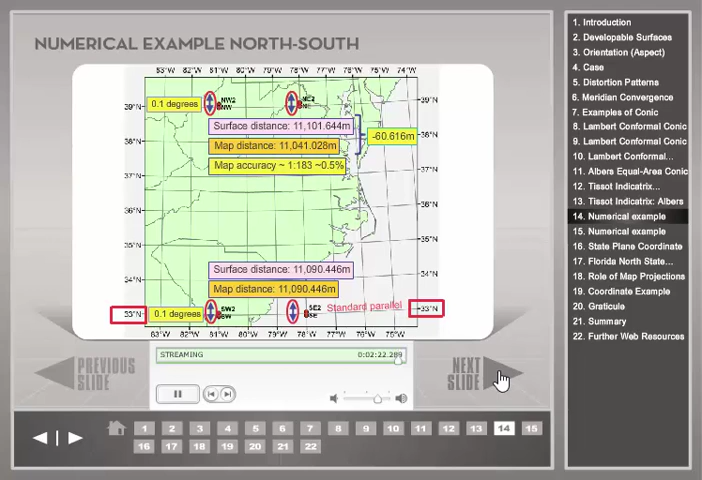 NUMERICAL EXAMPLE NORTH-SOUTH
83°W 82°W 81°W 80°W 79°W 78°W 77°W 76°W 75°W 74°W
39°N 0.1 degrees NW2 NW NE2 NE 39°N
Surface distance: 11,101.644m
38°N -60.616m 38°N
Map distance: 11,041.028m
Map accuracy ~ 1:183 ~0.5%
37°N 37°N
36°N 36°N
35°N 35°N
Surface distance: 11,090.446m
34°N 34°N
Map distance: 11,090.446m
33°N 0.1 degrees SW2 SW SE2 SE Standard parallel 33°N
83°W 82°W 81°W 80°W 79°W 78°W 77°W 76°W 75°W
STREAMING 0:02:22.289
PREVIOUS SLIDE
NEXT SLIDE
1 2 3 4 5 6 7 8 9 10 11 12 13 14 15
16 17 18 19 20 21 22
1. Introduction
2. Developable Surfaces
3. Orientation (Aspect)
4. Case
5. Distortion Patterns
6. Meridian Convergence
7. Examples of Conic
8. Lambert Conformal Conic
9. Lambert Conformal Conic
10. Lambert Conformal...
11. Albers Equal-Area Conic
12. Tissot Indicatrix...
13. Tissot Indicatrix: Albers
14. Numerical example
15. Numerical example
16. State Plane Coordinate
17. Florida North State...
18. Role of Map Projections
19. Coordinate Example
20. Graticule
21. Summary
22. Further Web Resources